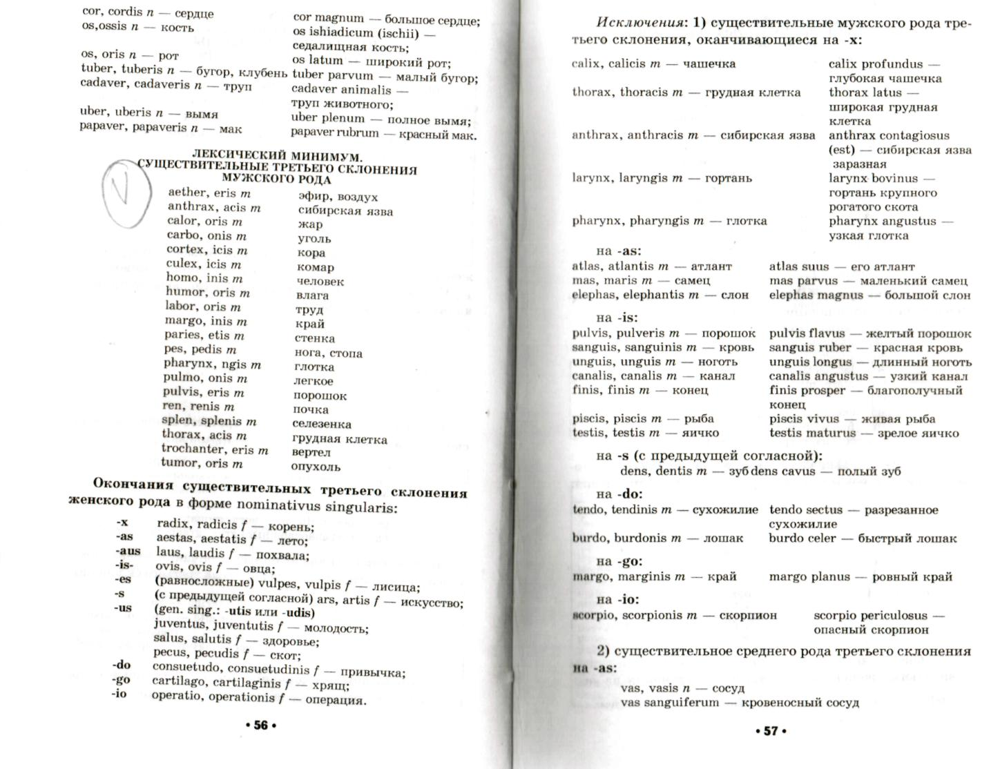 cor, cordis n — сердце
os,ossis n — кость
os, oris n — рот
tuber, tuberis n — бугор, клубень
cadaver, cadaveris n — труп
uber, uberis n — вымя
papaver, papaveris n — мак
cor magnum — большое сердце;
os ishiadicum (ischii) —
седалищная кость;
os latum — широкий рот;
tuber parvum — малый бугор;
cadaver animalis —
труп животного;
uber plenum — полное вымя;
papaver rubrum — красный мак.
ЛЕКСИЧЕСКИЙ МИНИМУМ.
СУЩЕСТВИТЕЛЬНЫЕ ТРЕТЬЕГО СКЛОНЕНИЯ
МУЖСКОГО РОДА
aether, eris m эфир, воздух
anthrax, acis m сибирская язва
calor, oris m жар
carbo, onis m уголь
cortex, icis m кора
culex, icis m комар
homo, inis m человек
humor, oris m влага
labor, oris m труд
margo, inis m край
paries, etis m стенка
pes, pedis m нога, стопа
pharynx, ngis m глотка
pulmo, onis m легкое
pulvis, eris m порошок
ren, renis m почка
splen, splenis m селезенка
thorax, acis m грудная клетка
trochanter, eris m вертел
tumor, oris m опухоль
Окончания существительных третьего склонения
женского рода в форме nominativus singularis:
-x radix, radicis f — корень;
-as aestas, aestatis f — лето;
-aus laus, laudis f — похвала;
-is- ovis, ovis f — овца;
-es (равносложные) vulpes, vulpis f — лисица;
-s (с предыдущей согласной) ars, artis f — искусство;
-us (gen. sing.: -utis или -udis)
juventus, juventutis f — молодость;
salus, salutis f — здоровье;
pecus, pecudis f — скот;
-do consuetudo, consuetudinis f — привычка;
-go cartilago, cartilaginis f — хрящ;
-io operatio, operationis f — операция.
• 56 •
Исключения: 1) существительные мужского рода тре-
тьего склонения, оканчивающиеся на -x:
calix, calicis m — чашечка calix profundus —
глубокая чашечка
thorax, thoracis m — грудная клетка thorax latus —
широкая грудная
клетка
anthrax, anthracis m — сибирская язва anthrax contagiosus
(est) — сибирская язва
заразная
larynx, laryngis m — гортань larynx bovinus —
гортань крупного
рогатого скота
pharynx, pharyngis m — глотка pharynx angustus —
узкая глотка
на -as:
atlas, atlantis m — атлант atlas suus — его атлант
mas, maris m — самец mas parvus — маленький самец
elephas, elephantis m — слон elephas magnus — большой слон
на -is:
pulvis, pulveris m — порошок pulvis flavus — желтый порошок
sanguis, sanguinis m — кровь sanguis ruber — красная кровь
unguis, unguis m — ноготь unguis longus — длинный ноготь
canalis, canalis m — канал canalis angustus — узкий канал
finis, finis m — конец finis prosper — благополучный
конец
piscis, piscis m — рыба piscis vivus — живая рыба
testis, testis m — яичко testis maturus — зрелое яичко
на -s (с предыдущей согласной):
dens, dentis m — зуб dens cavus — полый зуб
на -do:
tendo, tendinis m — сухожилие tendo sectus — разрезанное
сухожилие
burdo, burdonis m — лошак burdo celer — быстрый лошак
на -go:
margo, marginis m — край margo planus — ровный край
на -io:
scorpio, scorpionis m — скорпион scorpio periculosus —
опасный скорпион
2) существительное среднего рода третьего склонения
на -as:
vas, vasis n — сосуд
vas sanguiferum — кровеносный сосуд
• 57 •